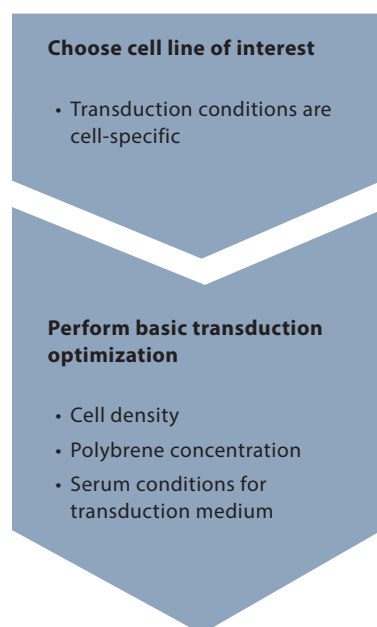 Choose cell line of interest
• Transduction conditions are
cell-specific
Perform basic transduction
optimization
• Cell density
• Polybrene concentration
• Serum conditions for
transduction medium